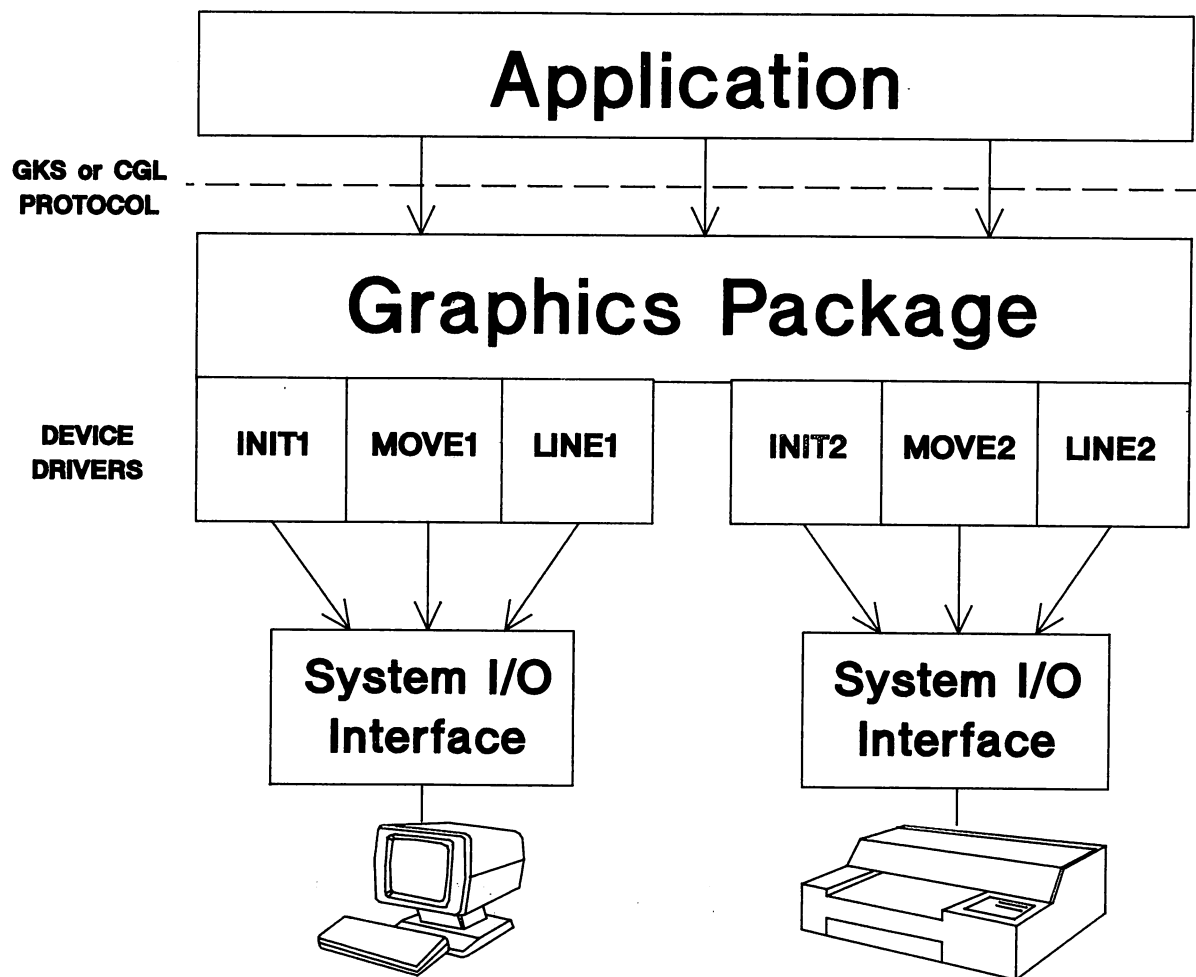 Application
GKS or CGL
PROTOCOL
Graphics Package
DEVICE
DRIVERS
INIT1
MOVE1
LINE1
INIT2
MOVE2
LINE2
System I/O
Interface
System I/O
Interface